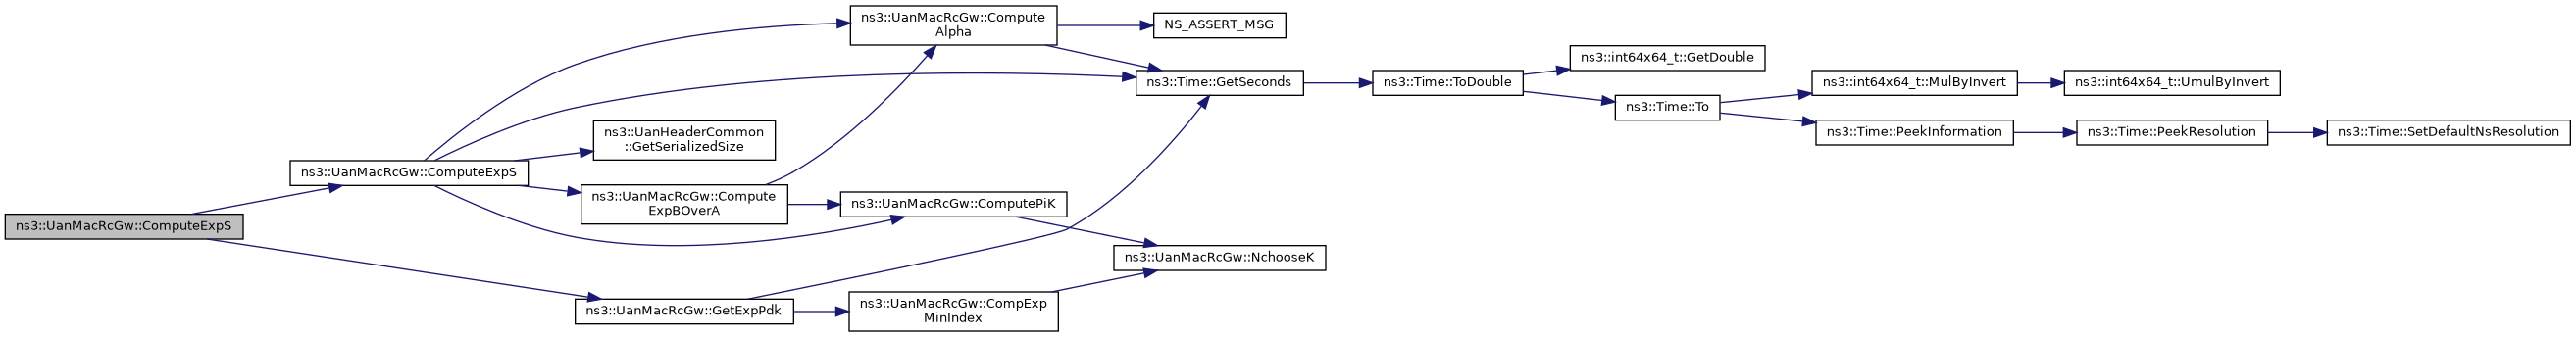 ns3::UanMacRcGw::ComputeExpS
ns3::UanMacRcGw::ComputeExpS
ns3::UanMacRcGw::Compute
Alpha
NS_ASSERT_MSG
ns3::Time::GetSeconds
ns3::Time::ToDouble
ns3::int64x64_t::GetDouble
ns3::Time::To
ns3::int64x64_t::MulByInvert
ns3::int64x64_t::UmulByInvert
ns3::Time::PeekInformation
ns3::Time::PeekResolution
ns3::Time::SetDefaultNsResolution
ns3::UanHeaderCommon
::GetSerializedSize
ns3::UanMacRcGw::Compute
ExpBOverA
ns3::UanMacRcGw::ComputePiK
ns3::UanMacRcGw::NchooseK
ns3::UanMacRcGw::GetExpPdk
ns3::UanMacRcGw::CompExp
MinIndex